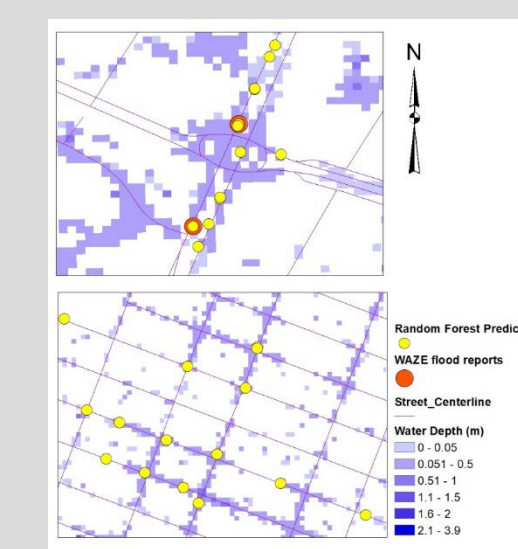 N
Random Forest Predic
WAZE flood reports
Street_Centerline
Water Depth (m)
0 - 0.05
0.051 - 0.5
0.51 - 1
1.1 - 1.5
1.6 - 2
2.1 - 3.9